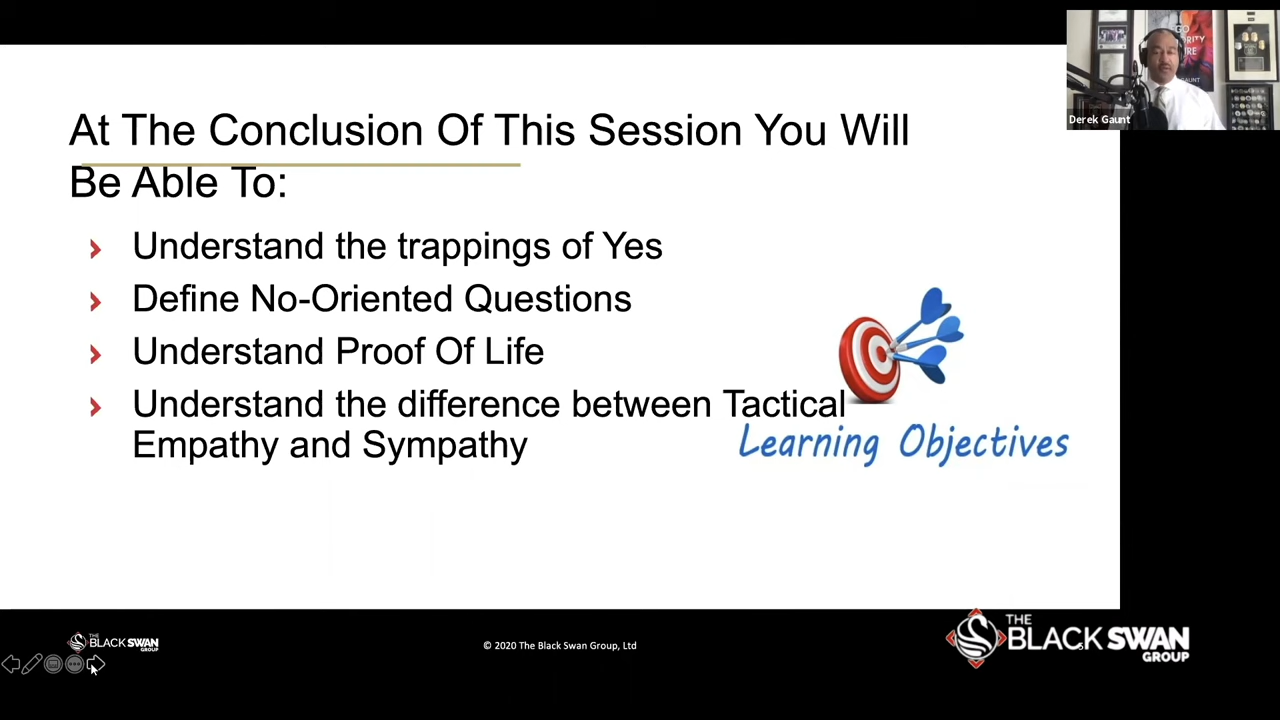 At The Conclusion Of This Session You Will
Be Able To:
Understand the trappings of Yes
Define No-Oriented Questions
Understand Proof Of Life
Understand the difference between Tactical
Empathy and Sympathy
Learning Objectives
Derek Gaunt
GAUNT
THE
BLACK SWAN
GROUP
© 2020 The Black Swan Group, Ltd
THE
BLACK SWAN
GROUP
5